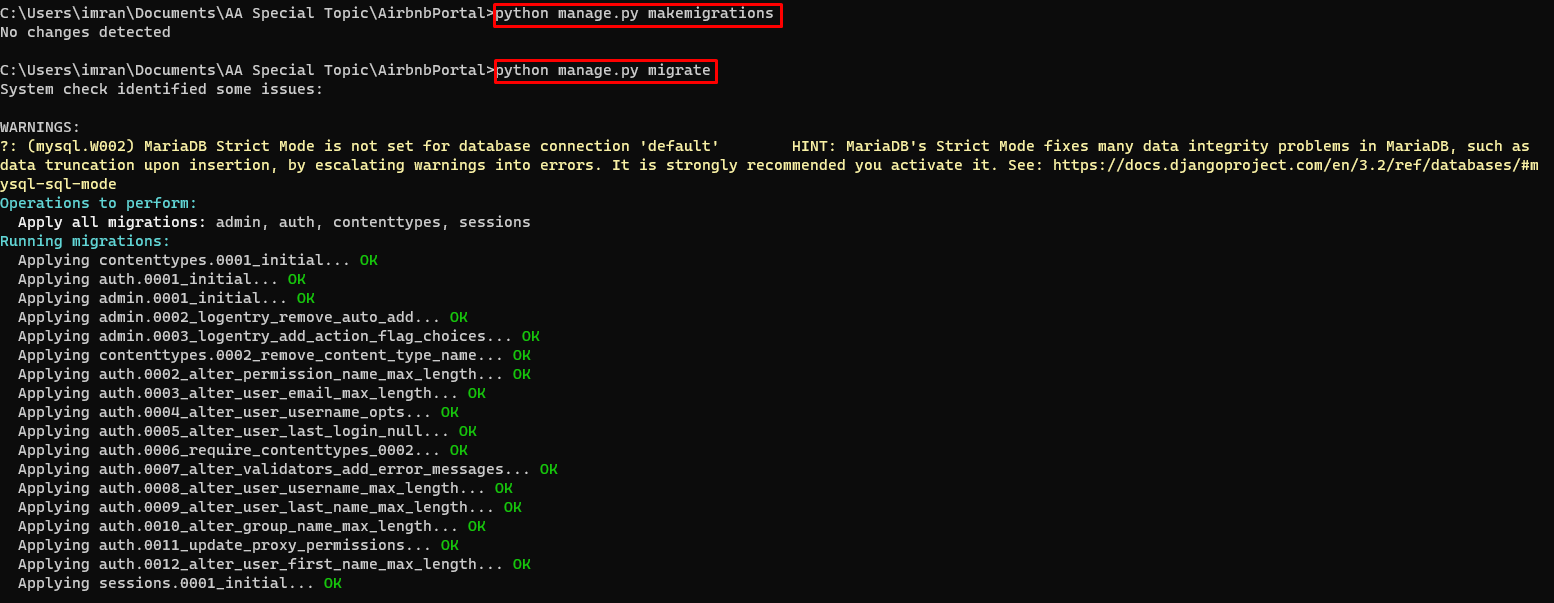 C:\Users\imran\Documents\AA Special Topic\AirbnbPortal>python manage.py makemigrations
No changes detected
C:\Users\imran\Documents\AA Special Topic\AirbnbPortal>python manage.py migrate
System check identified some issues:
WARNINGS:
?: (mysql.W002) MariaDB Strict Mode is not set for database connection 'default'        HINT: MariaDB's Strict Mode fixes many data integrity problems in MariaDB, such as
data truncation upon insertion, by escalating warnings into errors. It is strongly recommended you activate it. See: https://docs.djangoproject.com/en/3.2/ref/databases/#m
ysql-sql-mode
Operations to perform:
  Apply all migrations: admin, auth, contenttypes, sessions
Running migrations:
  Applying contenttypes.0001_initial... OK
  Applying auth.0001_initial... OK
  Applying admin.0001_initial... OK
  Applying admin.0002_logentry_remove_auto_add... OK
  Applying admin.0003_logentry_add_action_flag_choices... OK
  Applying contenttypes.0002_remove_content_type_name... OK
  Applying auth.0002_alter_permission_name_max_length... OK
  Applying auth.0003_alter_user_email_max_length... OK
  Applying auth.0004_alter_user_username_opts... OK
  Applying auth.0005_alter_user_last_login_null... OK
  Applying auth.0006_require_contenttypes_0002... OK
  Applying auth.0007_alter_validators_add_error_messages... OK
  Applying auth.0008_alter_user_username_max_length... OK
  Applying auth.0009_alter_user_last_name_max_length... OK
  Applying auth.0010_alter_group_name_max_length... OK
  Applying auth.0011_update_proxy_permissions... OK
  Applying auth.0012_alter_user_first_name_max_length... OK
  Applying sessions.0001_initial... OK